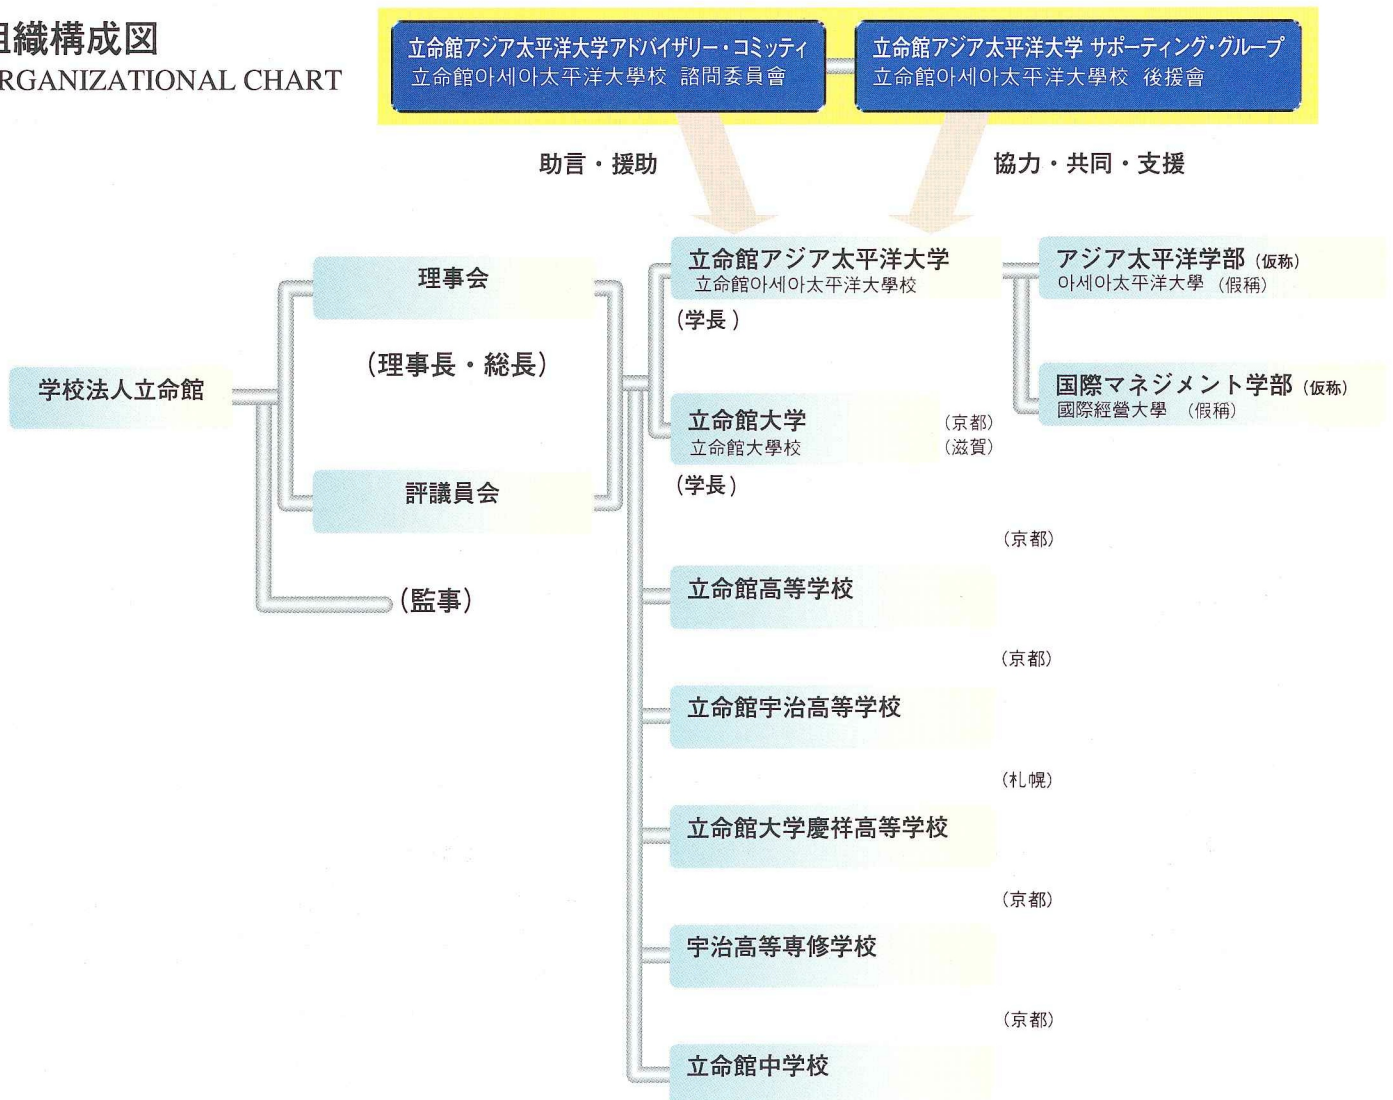 組織構成図
RGANIZATIONAL CHART
立命館アジア太平洋大学アドバイザリー・コミッティ
立命館아세아太平洋大學校 諮問委員會
立命館アジア太平洋大学 サポーティング・グループ
立命館아세아太平洋大學校 後援會
助言・援助
協力・共同・支援
学校法人立命館
理事会
(理事長・総長)
評議員会
(監事)
立命館アジア太平洋大学
立命館아세아太平洋大學校
(学長)
アジア太平洋学部(仮称)
아세아太平洋大學(假稱)
国際マネジメント学部(仮称)
國際經營大學 (假稱)
立命館大学 (京都)
立命館大學校 (滋賀)
(学長)
(京都)
立命館高等学校
(京都)
立命館宇治高等学校
(札幌)
立命館大学慶祥高等学校
(京都)
宇治高等専修学校
(京都)
立命館中学校